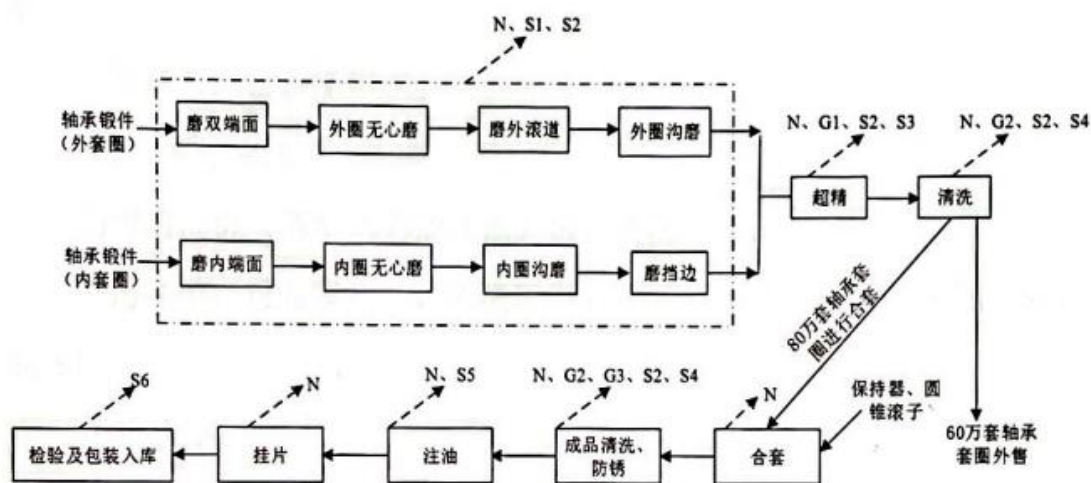 N、S1、S2
轴承锻件
（外套圈）
磨双端面
外圈无心磨
磨外滚道
外圈沟磨
N、G1、S2、S3
N、G2、S2、S4
超精
清洗
轴承锻件
（内套圈）
磨内端面
内圈无心磨
内圈沟磨
磨挡边
80万套轴承套
圈进行合套
S6
N
N、S5
N、G2、G3、S2、S4
N
保持器、圆
锥滚子
检验及包装入库
挂片
注油
成品清洗、
防锈
合套
60万套轴承
套圈外售